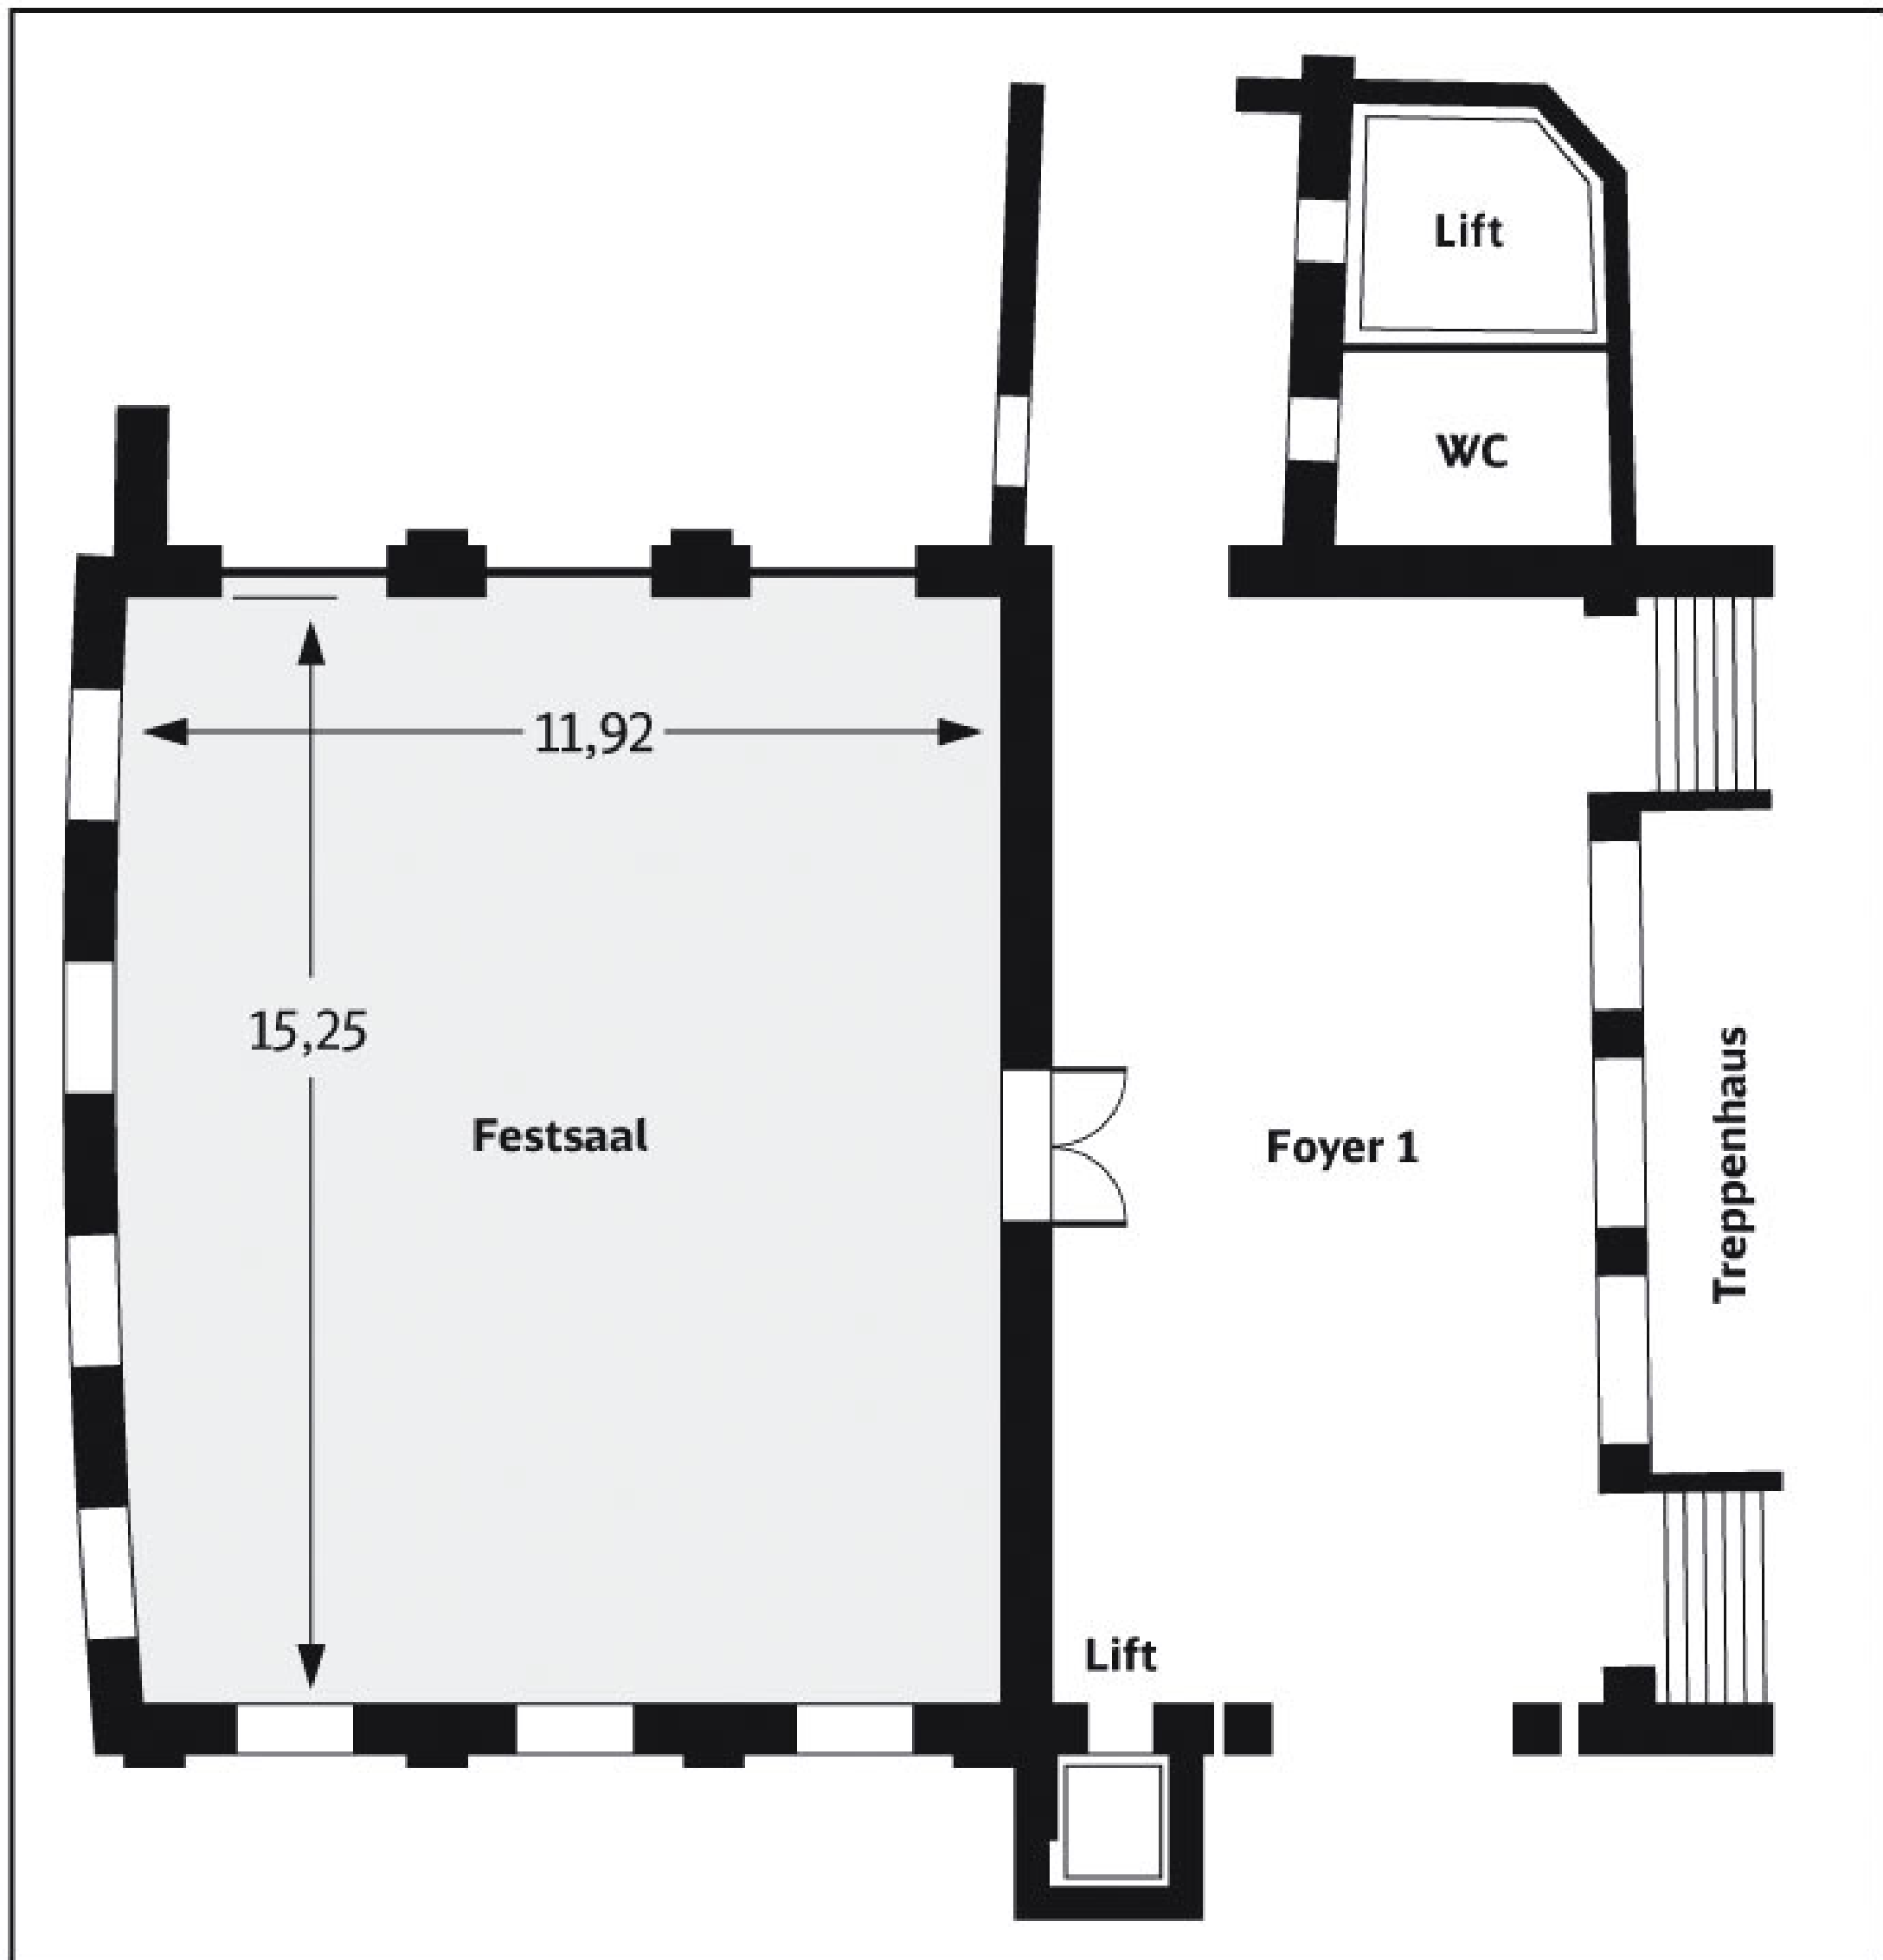 Lift
WC
11,92
15,25
Festsaal
Foyer 1
Treppenhaus
Lift